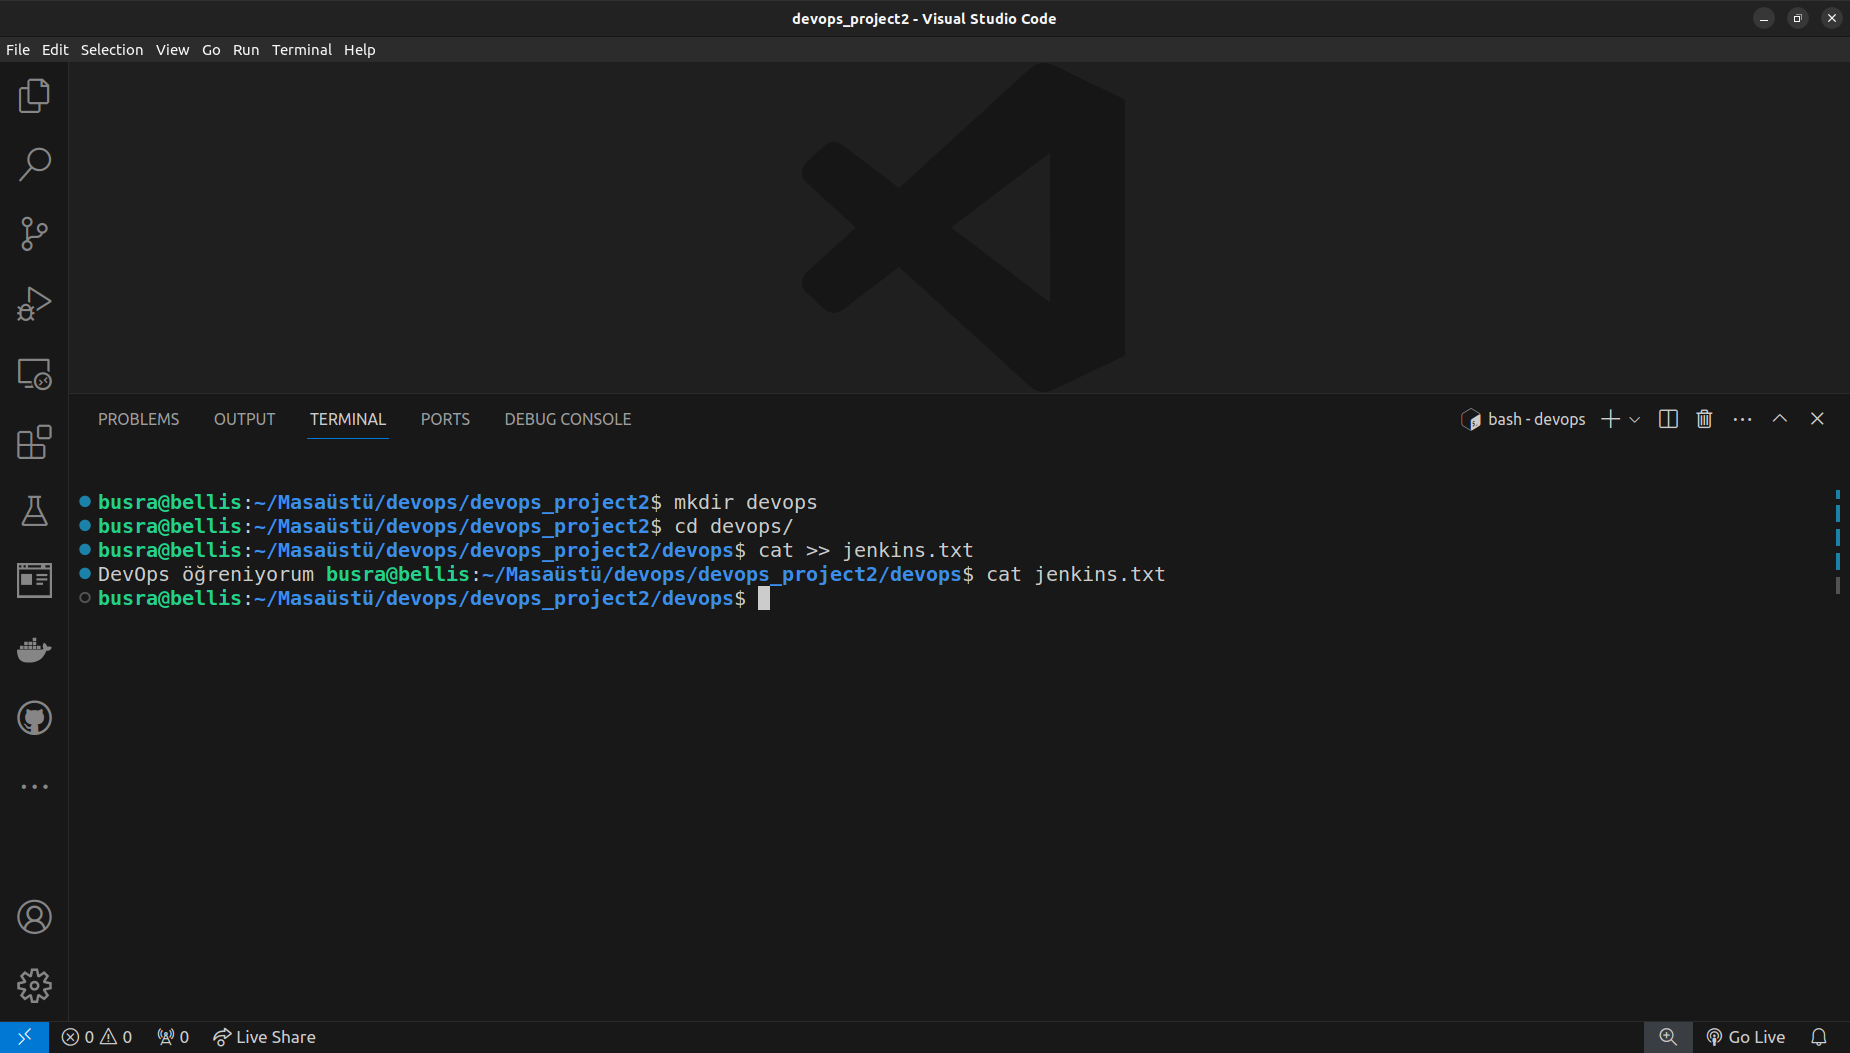 devops_project2 - Visual Studio Code
File Edit Selection View Go Run Terminal Help
PROBLEMS OUTPUT TERMINAL PORTS DEBUG CONSOLE bash - devops
busra@bellis:~/Masaüstü/devops/devops_project2$ mkdir devops
busra@bellis:~/Masaüstü/devops/devops_project2$ cd devops/
busra@bellis:~/Masaüstü/devops/devops_project2/devops$ cat >> jenkins.txt
DevOps öğreniyorum busra@bellis:~/Masaüstü/devops/devops_project2/devops$ cat jenkins.txt
busra@bellis:~/Masaüstü/devops/devops_project2/devops$
0 0 0 Live Share Go Live